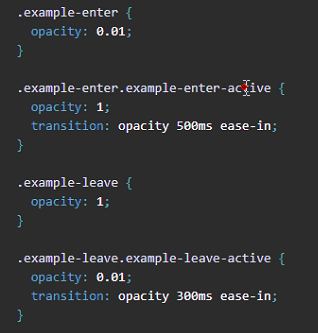 .example-enter {
  opacity: 0.01;
}
.example-enter.example-enter-active {
  opacity: 1;
  transition: opacity 500ms ease-in;
}
.example-leave {
  opacity: 1;
}
.example-leave.example-leave-active {
  opacity: 0.01;
  transition: opacity 300ms ease-in;
}